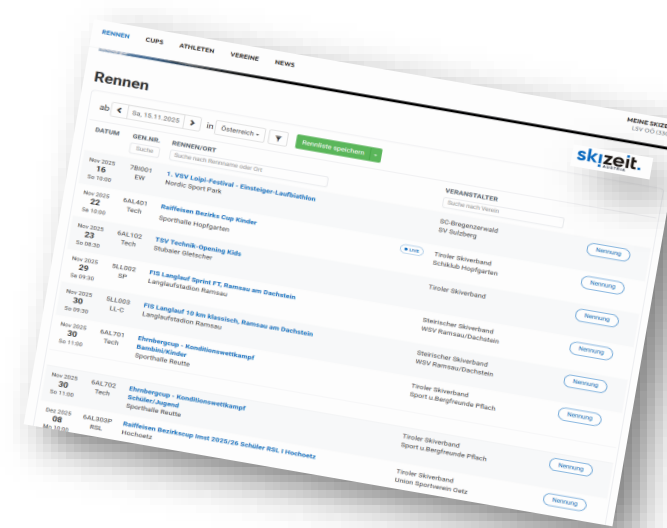 RENNEN CUPS ATHLETEN VEREINE NEWS
MEINE SKIZE
Rennen
ab Sa, 15.11.2025 in Österreich Rennliste speichern
skizeit.
AUSTRIA
DATUM GEN.NR. RENNEN/ORT VERANSTALTER
Suche Suche nach Rennname oder Ort Suche nach Verein
Nov 2025
16
So 10:00
7BI001
EW
1. VSV Loipi-Festival - Einsteiger-Laufbiathlon
Nordic Sport Park
SC-Bregenzerwald
SV Sulzberg
Nennung
Nov 2025
22
Sa 10:00
6AL401
Tech
Raiffeisen Bezirks Cup Kinder
Sporthalle Hopfgarten
LIVE
Tiroler Skiverband
Schiklub Hopfgarten
Nennung
Nov 2025
23
So 08:30
6AL102
Tech
TSV Technik-Opening Kids
Stubaier Gletscher
Tiroler Skiverband
Nennung
Nov 2025
29
Sa 09:30
5LL002
SP
FIS Langlauf Sprint FT, Ramsau am Dachstein
Langlaufstadion Ramsau
Steirischer Skiverband
WSV Ramsau/Dachstein
Nennung
Nov 2025
30
So 09:30
5LL003
LL-C
FIS Langlauf 10 km klassisch, Ramsau am Dachstein
Langlaufstadion Ramsau
Steirischer Skiverband
WSV Ramsau/Dachstein
Nennung
Nov 2025
30
So 11:00
6AL701
Tech
Ehrnbergcup - Konditionswettkampf
Bambini/Kinder
Sporthalle Reutte
Tiroler Skiverband
Sport u.Bergfreunde Pflach
Nennung
Nov 2025
30
So 11:00
6AL702
Tech
Ehrnbergcup - Konditionswettkampf
Schüler/Jugend
Sporthalle Reutte
Tiroler Skiverband
Sport u.Bergfreunde Pflach
Nennung
Dez 2025
08
Mo 10:00
6AL303P
RSL
Raiffeisen Bezirkscup Imst 2025/26 Schüler RSL I Hochoetz
Hochoetz
Tiroler Skiverband
Union Sportverein Oetz
Nennung